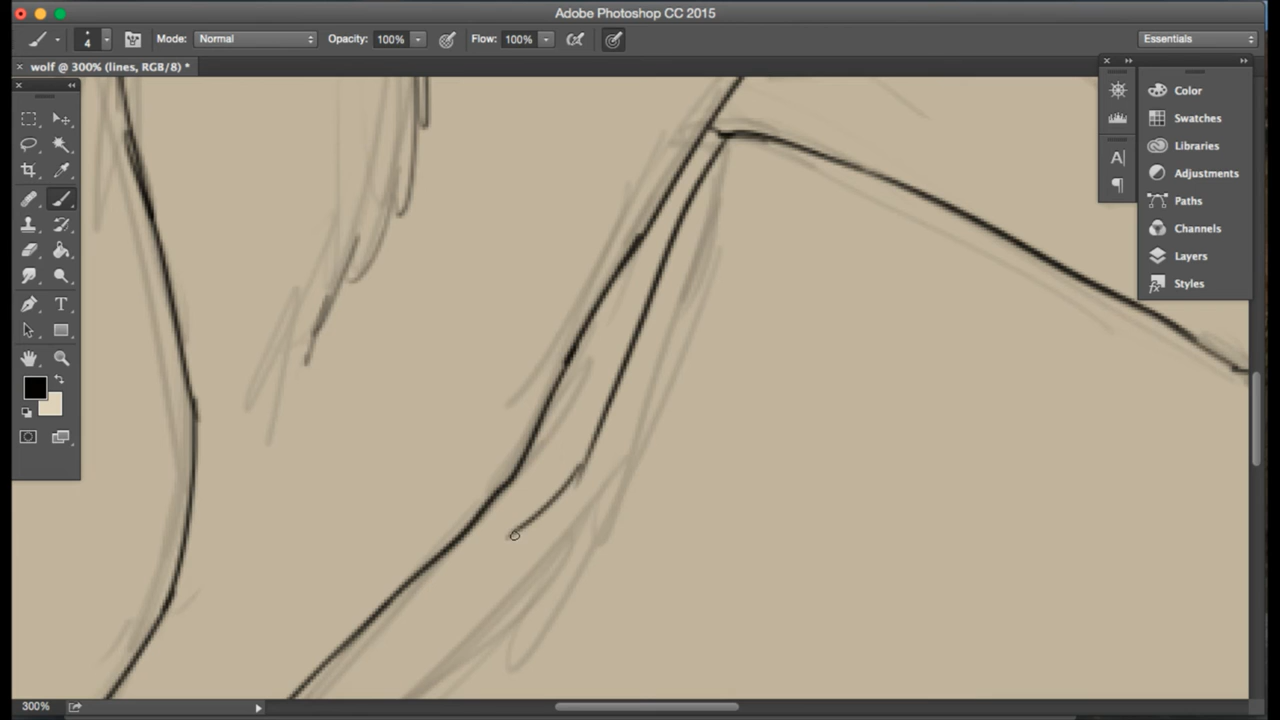 Adobe Photoshop CC 2015
4 Mode: Normal Opacity: 100% Flow: 100% Essentials
wolf @ 300% (lines, RGB/8) *
Color
Swatches
Libraries
Adjustments
Paths
Channels
Layers
Styles
300%